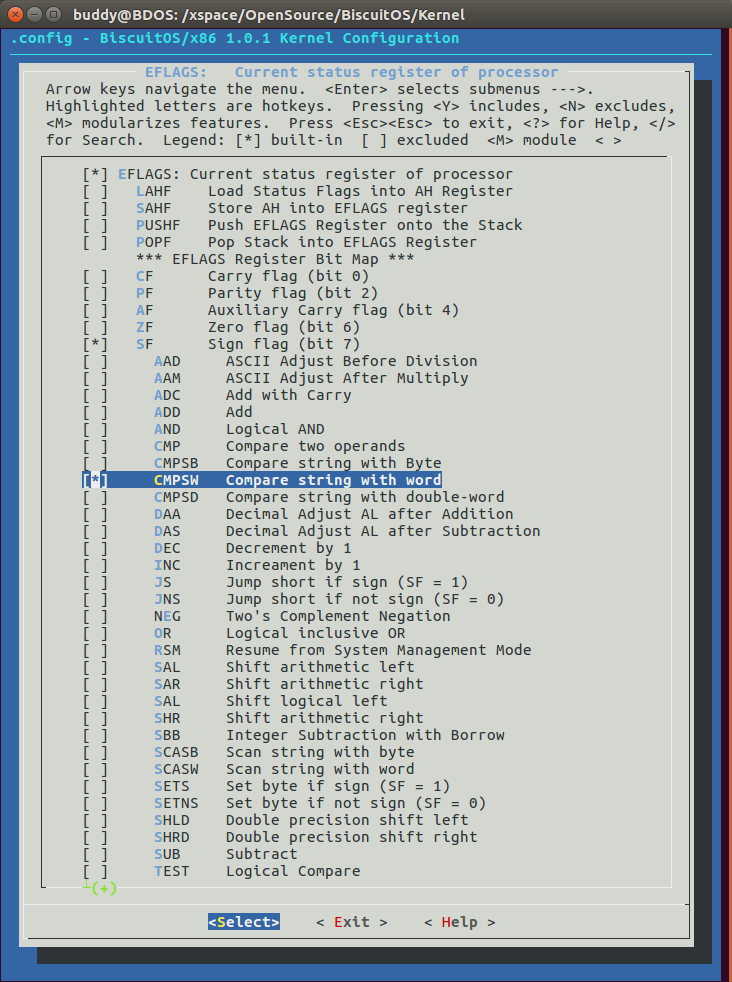 buddy@BDOS: /xspace/OpenSource/BiscuitOS/Kernel
.config - BiscuitOS/x86 1.0.1 Kernel Configuration
EFLAGS:   Current status register of processor
Arrow keys navigate the menu.  <Enter> selects submenus --->.
Highlighted letters are hotkeys.  Pressing <Y> includes, <N> excludes,
<M> modularizes features.  Press <Esc><Esc> to exit, <?> for Help, </>
for Search.  Legend: [*] built-in  [ ] excluded  <M> module  < >
[*] EFLAGS: Current status register of processor
[ ]   LAHF    Load Status Flags into AH Register
[ ]   SAHF    Store AH into EFLAGS register
[ ]   PUSHF   Push EFLAGS Register onto the Stack
[ ]   POPF    Pop Stack into EFLAGS Register
*** EFLAGS Register Bit Map ***
[ ]   CF      Carry flag (bit 0)
[ ]   PF      Parity flag (bit 2)
[ ]   AF      Auxiliary Carry flag (bit 4)
[ ]   ZF      Zero flag (bit 6)
[*]   SF      Sign flag (bit 7)
[ ]     AAD     ASCII Adjust Before Division
[ ]     AAM     ASCII Adjust After Multiply
[ ]     ADC     Add with Carry
[ ]     ADD     Add
[ ]     AND     Logical AND
[ ]     CMP     Compare two operands
[ ]     CMPSB   Compare string with Byte
[*]     CMPSW   Compare string with word
[ ]     CMPSD   Compare string with double-word
[ ]     DAA     Decimal Adjust AL after Addition
[ ]     DAS     Decimal Adjust AL after Subtraction
[ ]     DEC     Decrement by 1
[ ]     INC     Increament by 1
[ ]     JS      Jump short if sign (SF = 1)
[ ]     JNS     Jump short if not sign (SF = 0)
[ ]     NEG     Two's Complement Negation
[ ]     OR      Logical inclusive OR
[ ]     RSM     Resume from System Management Mode
[ ]     SAL     Shift arithmetic left
[ ]     SAR     Shift arithmetic right
[ ]     SAL     Shift logical left
[ ]     SHR     Shift arithmetic right
[ ]     SBB     Integer Subtraction with Borrow
[ ]     SCASB   Scan string with byte
[ ]     SCASW   Scan string with word
[ ]     SETS    Set byte if sign (SF = 1)
[ ]     SETNS   Set byte if not sign (SF = 0)
[ ]     SHLD    Double precision shift left
[ ]     SHRD    Double precision shift right
[ ]     SUB     Subtract
[ ]     TEST    Logical Compare
(+)
<Select>    < Exit >    < Help >